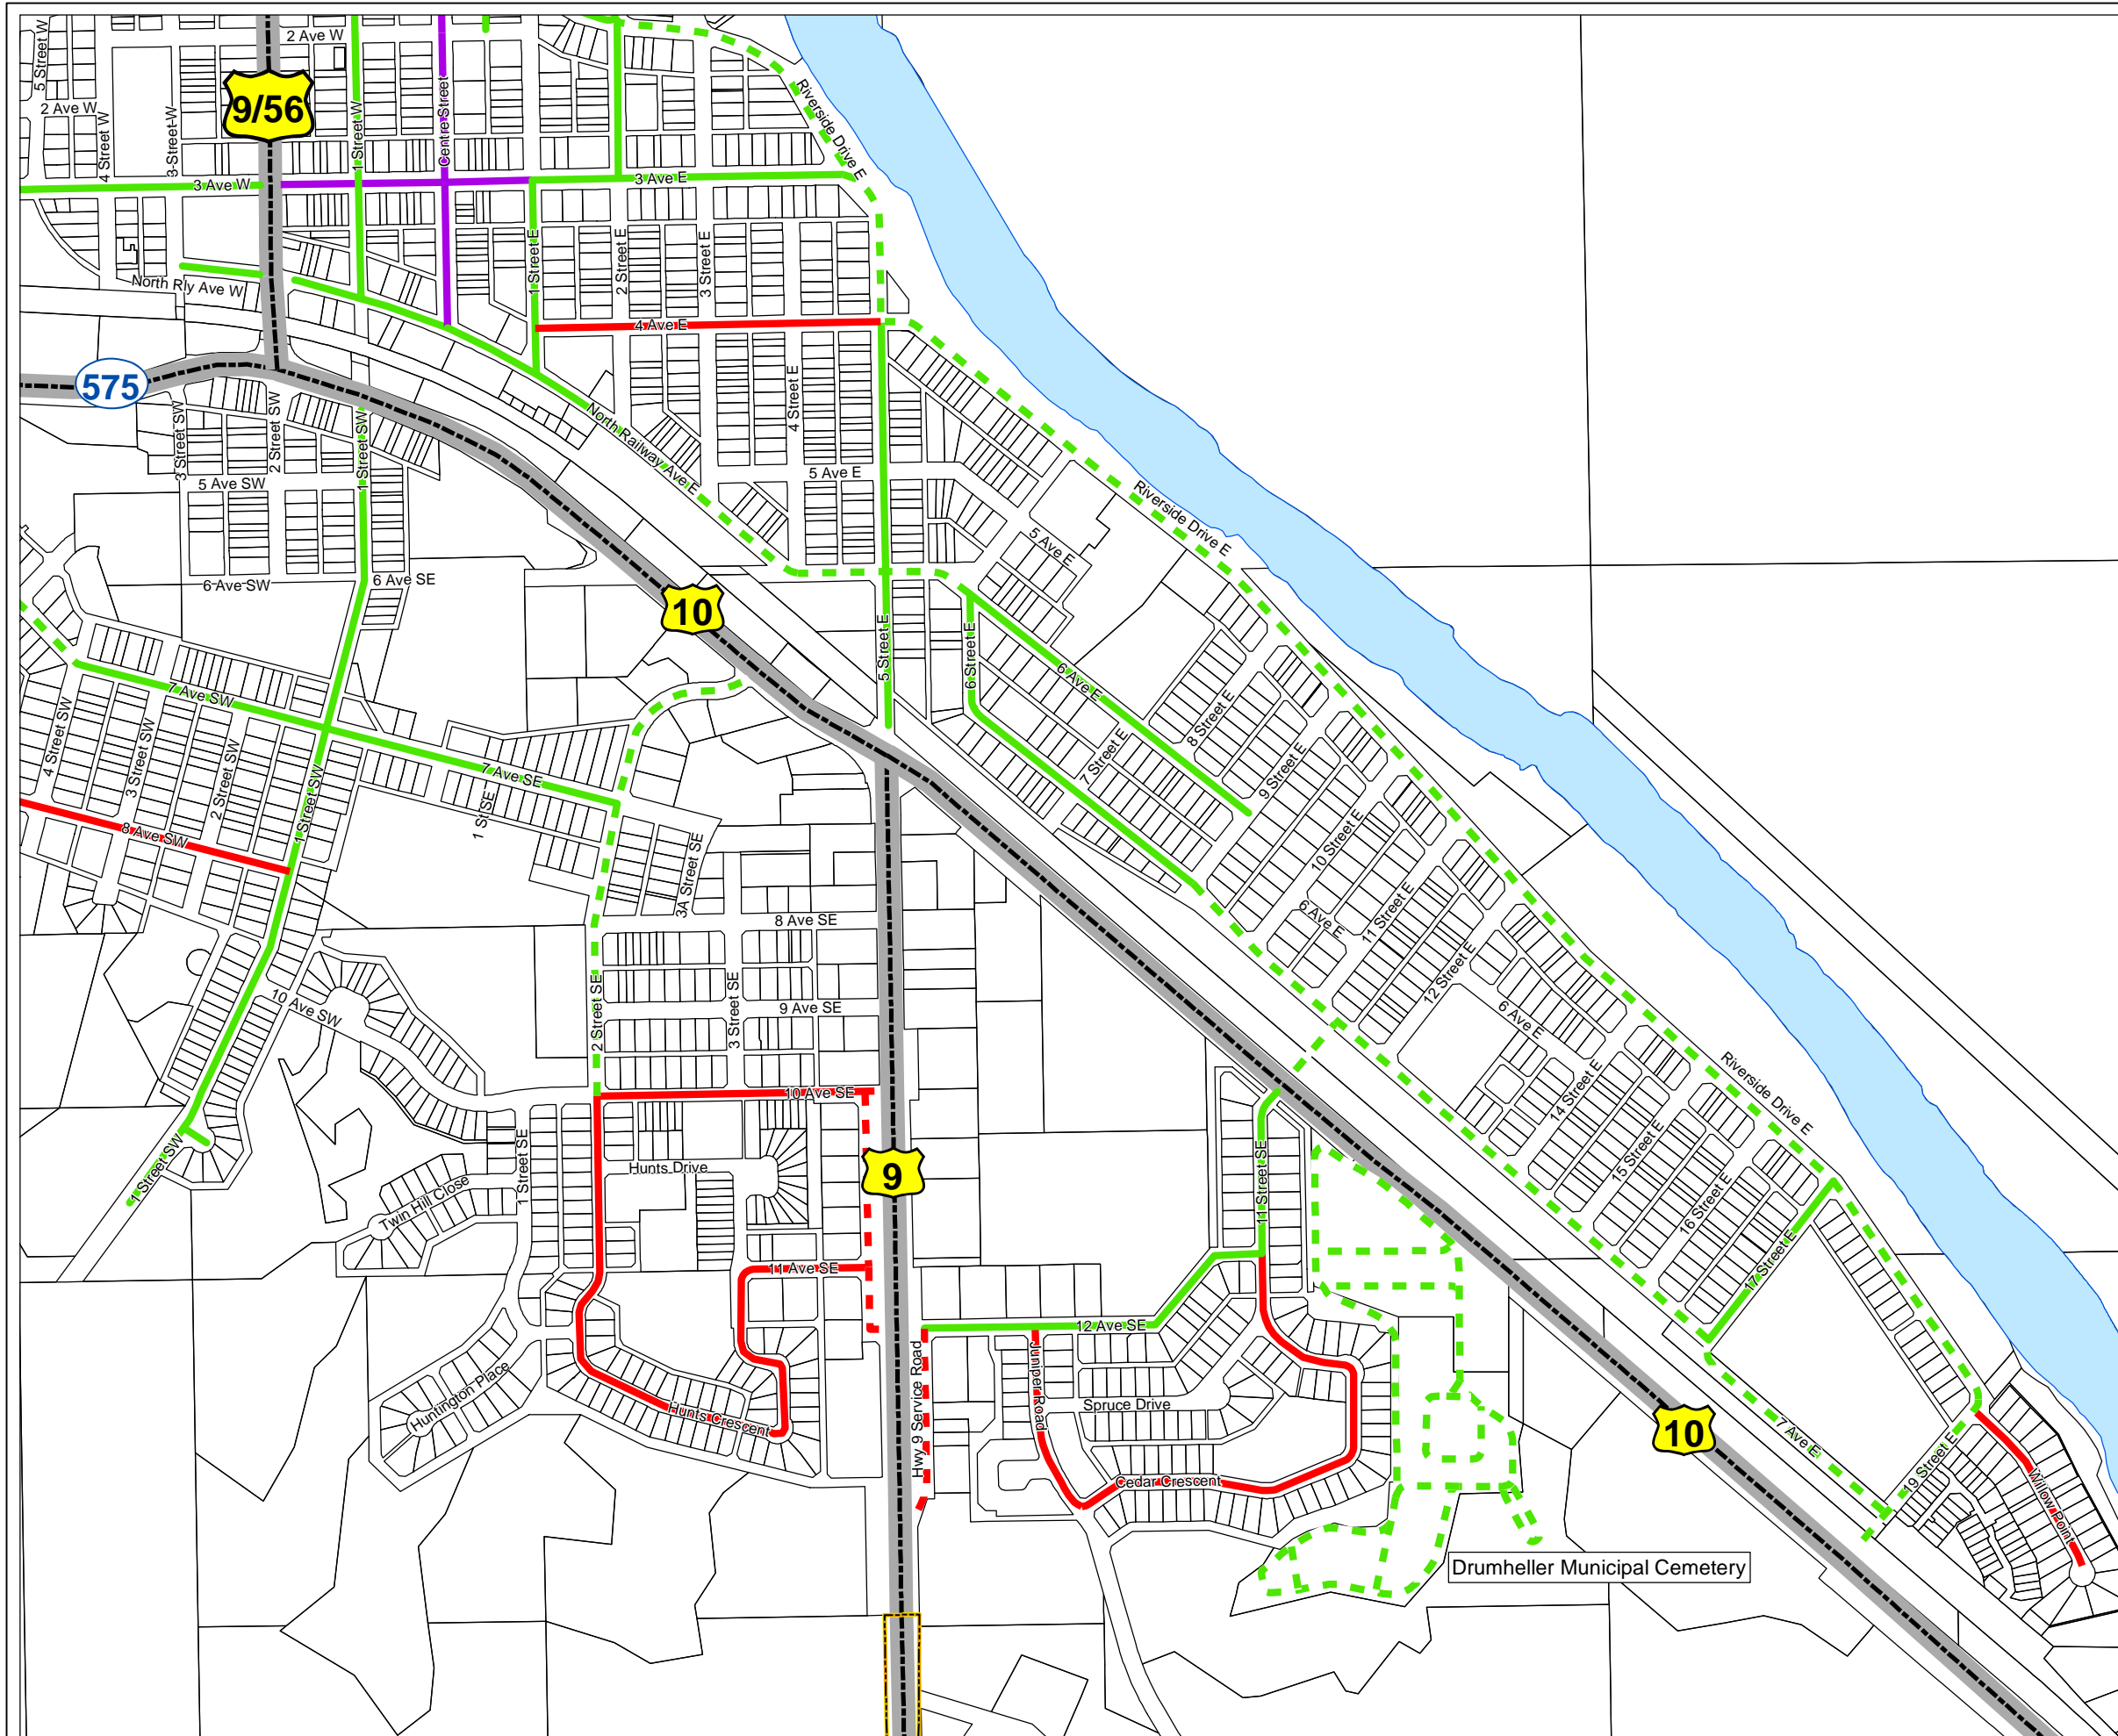 5 Street W
2 Ave W
2 Ave W
4 Street W
3 Street W
9/56
1 Street W
Centre Street
Riverside Drive E
3 Ave W
3 Ave E
North Rly Ave W
1 Street E
2 Street E
3 Street E
4 Ave E
575
3 Street SW
2 Street SW
1 Street SW
4 Street E
North Railway Ave E
5 Ave SW
5 Ave E
Riverside Drive E
5 Ave E
6 Ave SW
6 Ave SE
10
5 Street E
6 Street E
6 Ave E
7 Ave SW
4 Street SW
3 Street SW
2 Street SW
1 Street SW
7 Ave SE
1 St SE
7 Street E
8 Street E
9 Street E
8 Ave SW
10 Street E
3A Street SE
8 Ave SE
6 Ave E
11 Street E
12 Street E
10 Ave SW
2 Street SE
3 Street SE
9 Ave SE
6 Ave E
Riverside Drive E
10 Ave SE
14 Street E
1 Street SW
1 Street SE
Hunts Drive
9
11 Street SE
15 Street E
Twin Hill Close
16 Street E
17 Street E
11 Ave SE
12 Ave SE
Huntington Place
Hunts Crescent
Hwy 9 Service Road
Juniper Road
Spruce Drive
Cedar Crescent
10
7 Ave E
19 Street E
Willow Point
Drumheller Municipal Cemetery